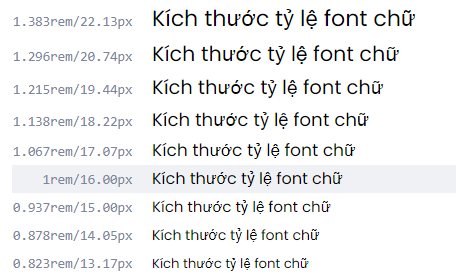 1.383rem/22.13px Kích thước tỷ lệ font chữ
1.296rem/20.74px Kích thước tỷ lệ font chữ
1.215rem/19.44px Kích thước tỷ lệ font chữ
1.138rem/18.22px Kích thước tỷ lệ font chữ
1.067rem/17.07px Kích thước tỷ lệ font chữ
1rem/16.00px Kích thước tỷ lệ font chữ
0.937rem/15.00px Kích thước tỷ lệ font chữ
0.878rem/14.05px Kích thước tỷ lệ font chữ
0.823rem/13.17px Kích thước tỷ lệ font chữ